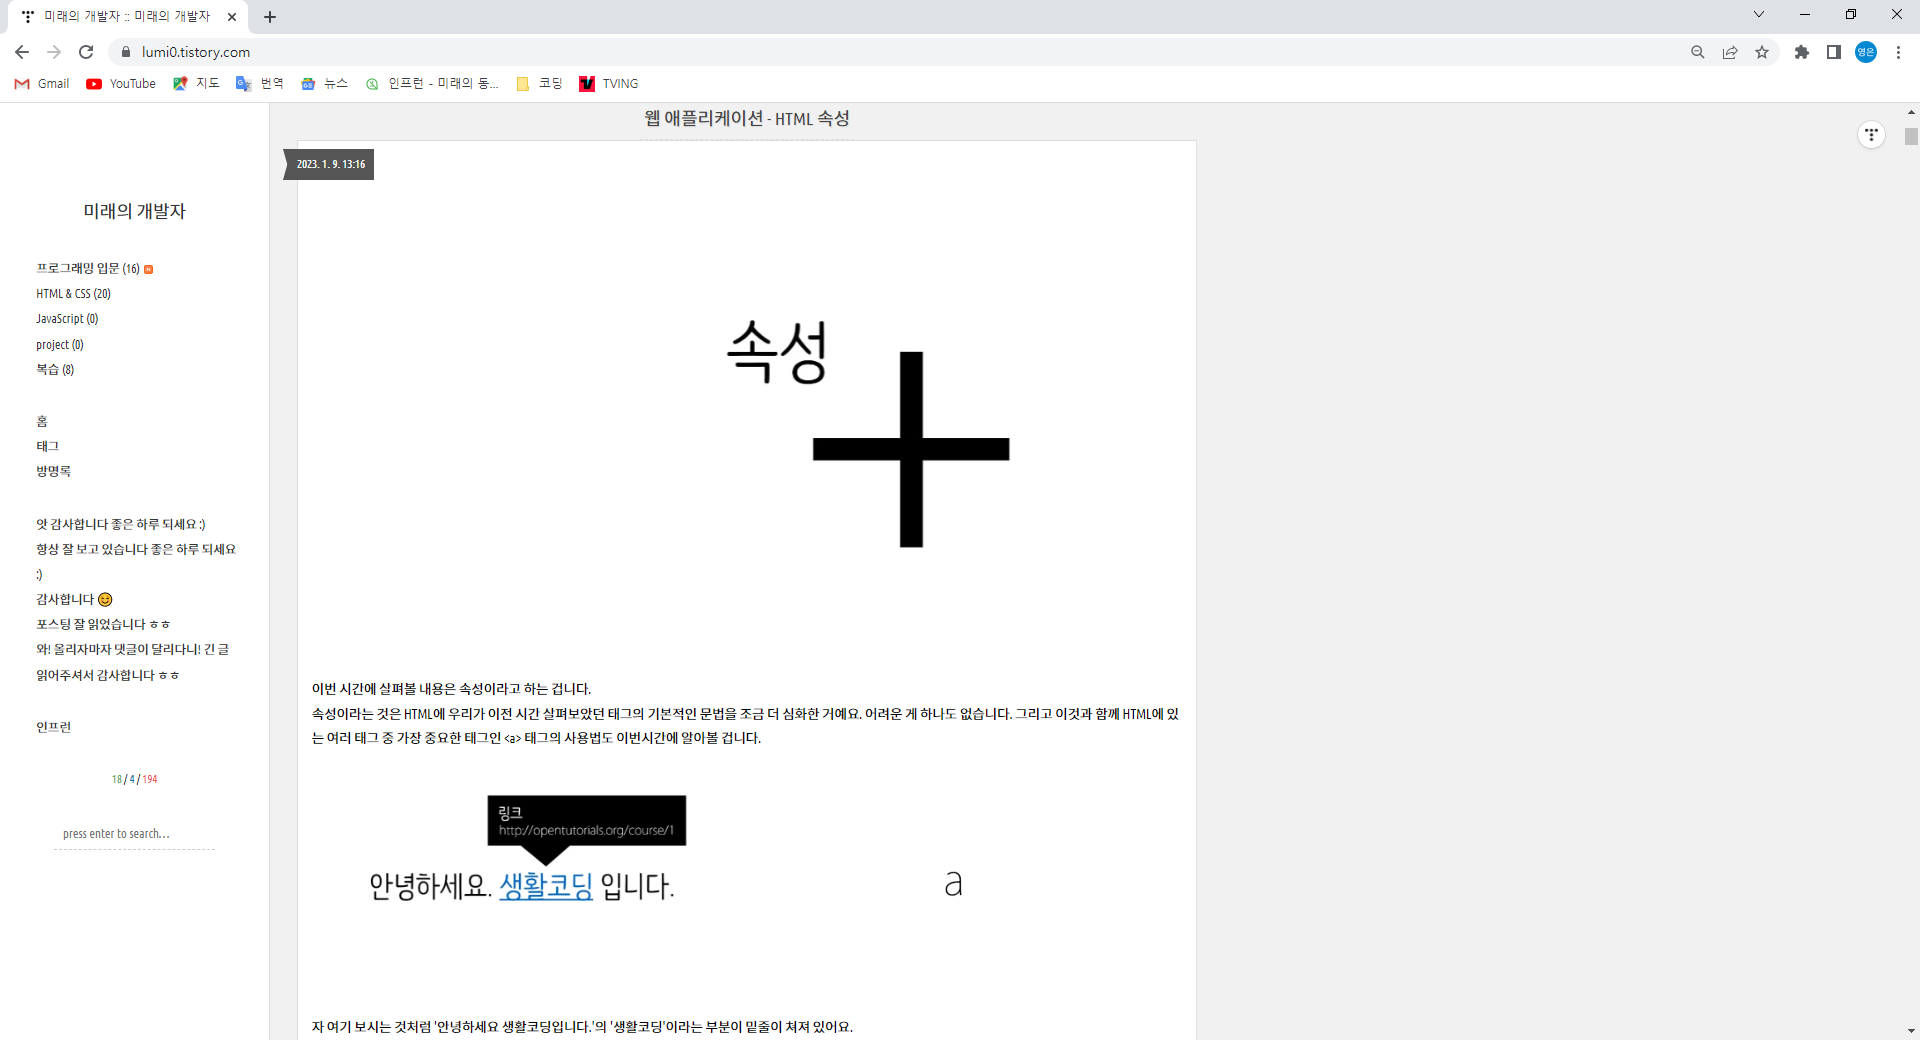 미래의 개발자 :: 미래의 개발자
lumi0.tistory.com
영은
Gmail
YouTube
지도
번역
뉴스
인프런 - 미래의 동...
코딩
TVING
웹 애플리케이션 - HTML 속성
2023. 1. 9. 13:16
미래의 개발자
프로그래밍 입문 (16)
HTML & CSS (20)
JavaScript (0)
project (0)
복습 (8)
홈
태그
방명록
앗 감사합니다 좋은 하루 되세요 :)
항상 잘 보고 있습니다 좋은 하루 되세요
:)
감사합니다 😊
포스팅 잘 읽었습니다 ㅎㅎ
와! 올리자마자 댓글이 달리다니! 긴 글
읽어주셔서 감사합니다 ㅎㅎ
인프런
18 / 4 / 194
press enter to search...
속성
이번 시간에 살펴볼 내용은 속성이라고 하는 겁니다.
속성이라는 것은 HTML에 우리가 이전 시간 살펴보았던 태그의 기본적인 문법을 조금 더 심화한 거예요. 어려운 게 하나도 없습니다. 그리고 이것과 함께 HTML에 있
는 여러 태그 중 가장 중요한 태그인 <a> 태그의 사용법도 이번시간에 알아볼 겁니다.
링크
http://opentutorials.org/course/1
안녕하세요. 생활코딩 입니다.
a
자 여기 보시는 것처럼 '안녕하세요 생활코딩입니다.'의 '생활코딩'이라는 부분이 밑줄이 쳐져 있어요.